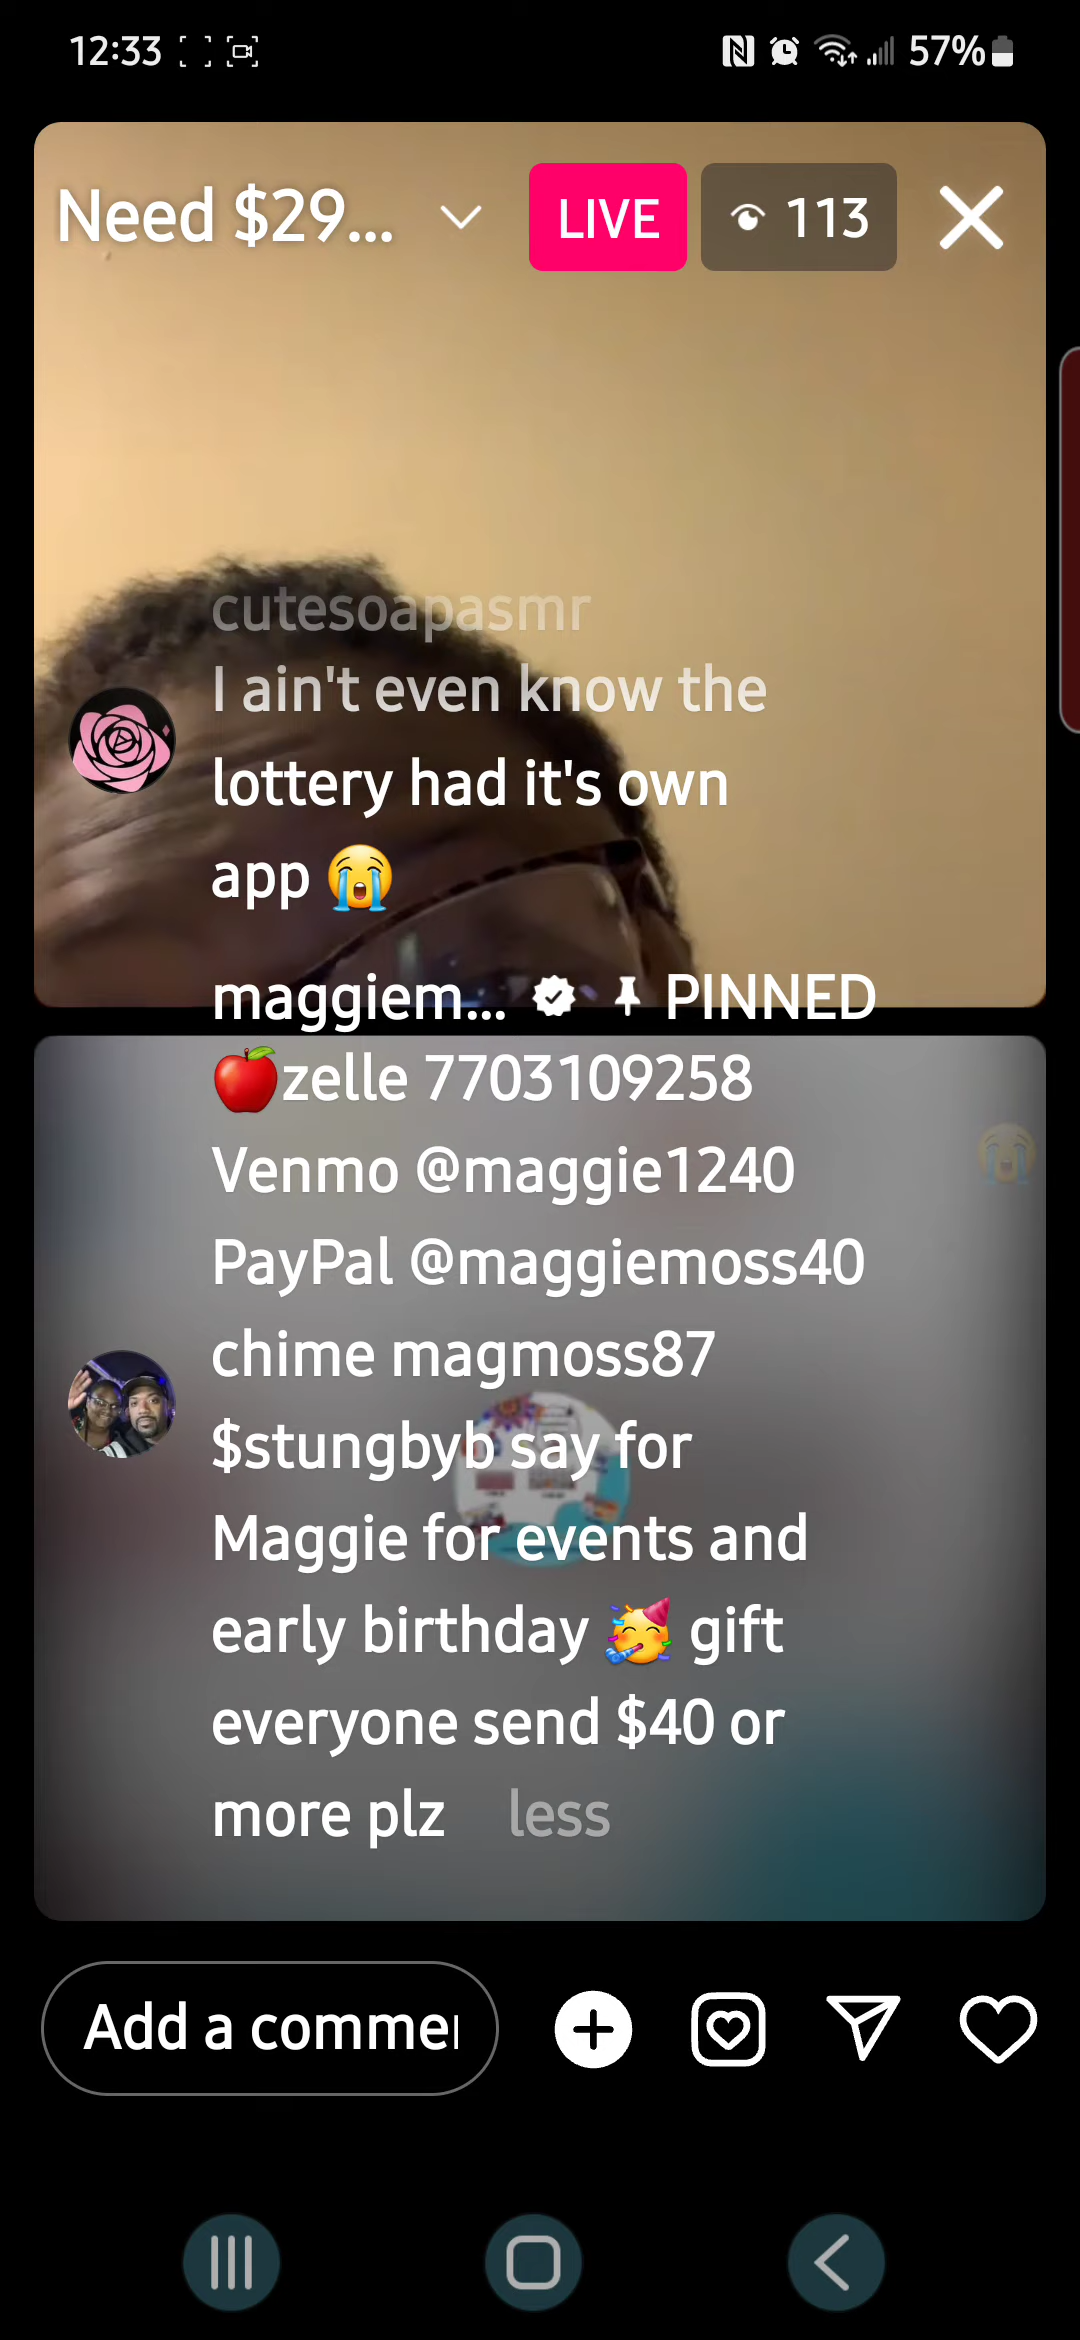 12:33
57%
Need $29...
LIVE
113
cutesoapasmr
I ain't even know the
lottery had it's own
app 😭
maggiem... PINNED
🍎zelle 7703109258
Venmo @maggie1240
PayPal @maggiemoss40
chime magmoss87
$stungbyb say for
Maggie for events and
early birthday 🥳 gift
everyone send $40 or
more plz less
Add a commen